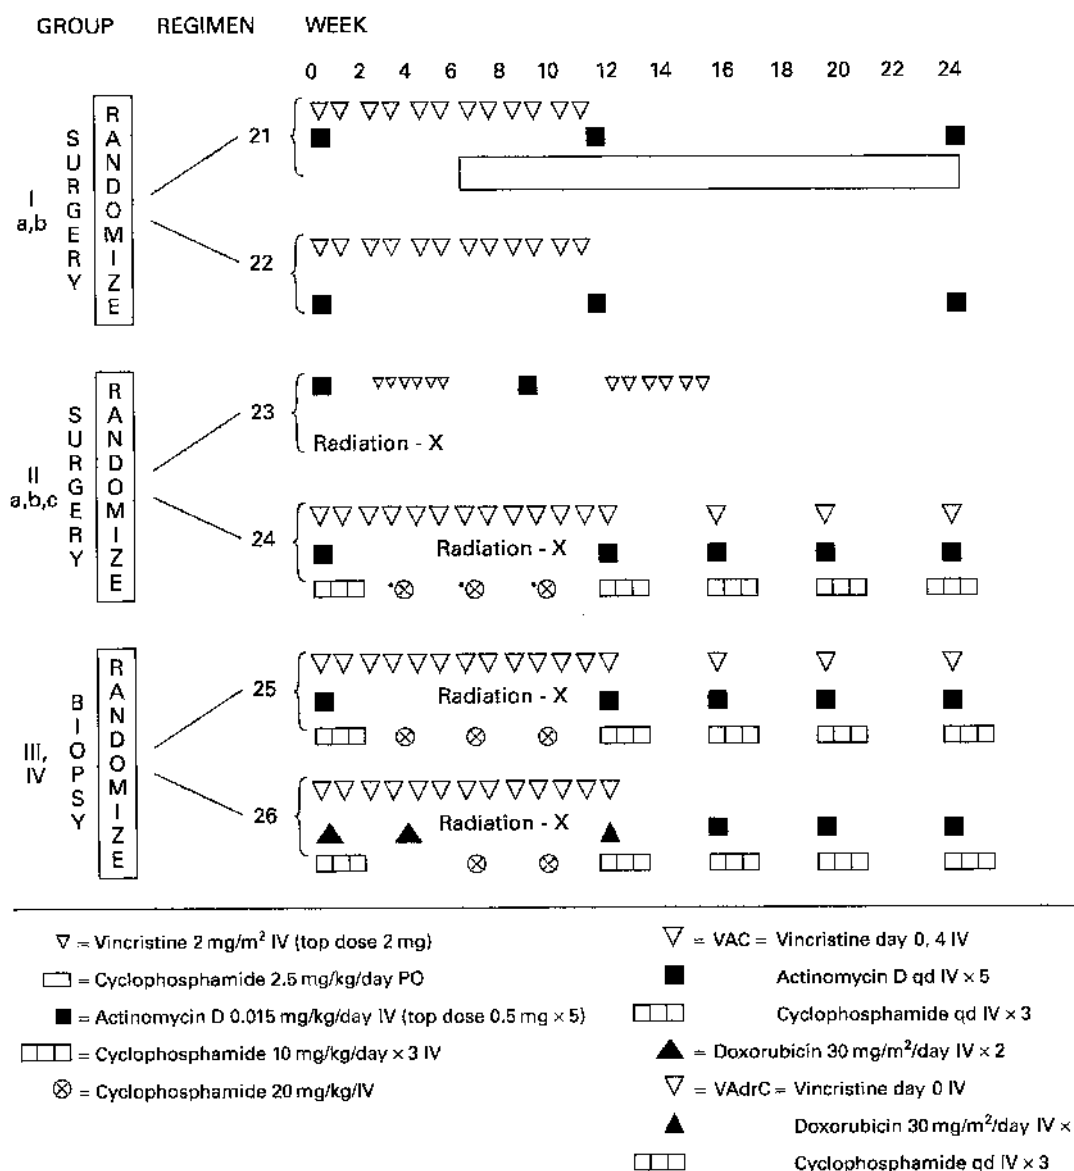 GROUP REGIMEN WEEK
0 2 4 6 8 10 12 14 16 18 20 22 24
I
a,b
SURGERY
RANDOMIZE
21
22
II
a,b,c
SURGERY
RANDOMIZE
23
Radiation - X
24
Radiation - X
III,
IV
BIOPSY
RANDOMIZE
25
Radiation - X
26
Radiation - X
= Vincristine 2 mg/m² IV (top dose 2 mg)
= Cyclophosphamide 2.5 mg/kg/day PO
= Actinomycin D 0.015 mg/kg/day IV (top dose 0.5 mg × 5)
= Cyclophosphamide 10 mg/kg/day × 3 IV
= Cyclophosphamide 20 mg/kg/IV
= VAC = Vincristine day 0, 4 IV
Actinomycin D qd IV × 5
Cyclophosphamide qd IV × 3
= Doxorubicin 30 mg/m²/day IV × 2
= VAdrC = Vincristine day 0 IV
Doxorubicin 30 mg/m²/day IV ×
Cyclophosphamide qd IV × 3